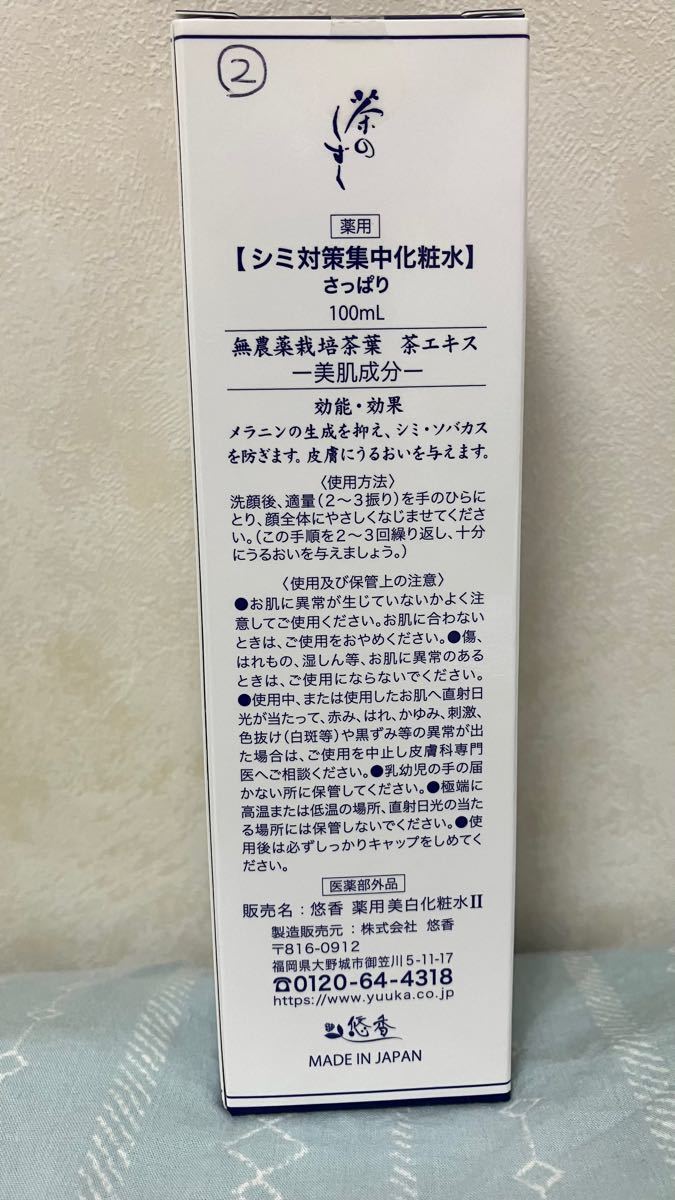 ②
茶の
しずく
薬用
【シミ対策集中化粧水】
さっぱり
100mL
無農薬栽培茶葉 茶エキス
ー美肌成分ー
効能・効果
メラニンの生成を抑え、シミ・ソバカス
を防ぎます。皮膚にうるおいを与えます。
〈使用方法〉
洗顔後、適量（2〜3振り）を手のひらに
とり、顔全体にやさしくなじませてくださ
い。（この手順を2〜3回繰り返し、十分
にうるおいを与えましょう。）
〈使用及び保管上の注意〉
●お肌に異常が生じていないかよく注
意してご使用ください。お肌に合わない
ときは、ご使用をおやめください。●傷、
はれもの、湿しん等、お肌に異常のある
ときは、ご使用にならないでください。
●使用中、または使用したお肌へ直射日
光が当たって、赤み、はれ、かゆみ、刺激、
色抜け（白斑等）や黒ずみ等の異常が出
た場合は、ご使用を中止し皮膚科専門
医へご相談ください。●乳幼児の手の届
かない所に保管してください。●極端に
高温または低温の場所、直射日光の当た
る場所には保管しないでください。●使
用後は必ずしっかりキャップをしめてく
ださい。
医薬部外品
販売名：悠香 薬用美白化粧水Ⅱ
製造販売元：株式会社 悠香
〒816-0912
福岡県大野城市御笠川5-11-17
☎0120-64-4318
https://www.yuuka.co.jp
悠香
MADE IN JAPAN